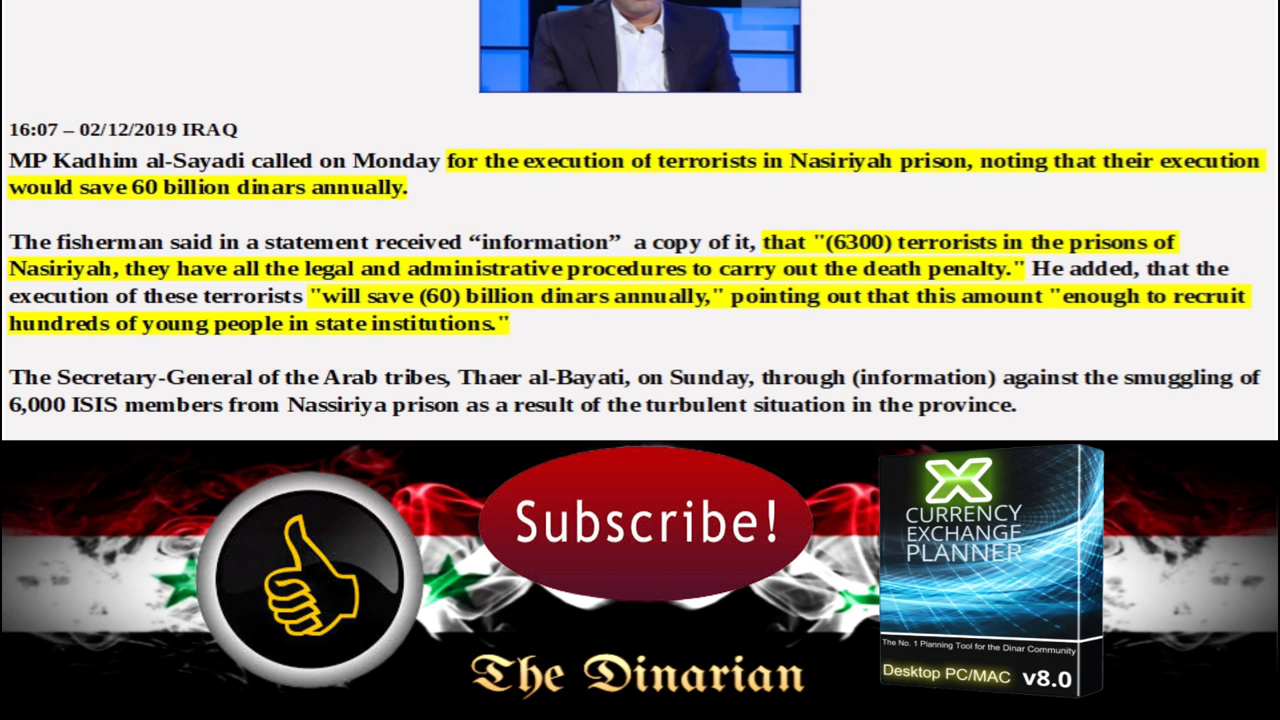 16:07 – 02/12/2019 IRAQ
MP Kadhim al-Sayadi called on Monday for the execution of terrorists in Nasiriyah prison, noting that their execution
would save 60 billion dinars annually.
The fisherman said in a statement received “information”  a copy of it, that "(6300) terrorists in the prisons of
Nasiriyah, they have all the legal and administrative procedures to carry out the death penalty." He added, that the
execution of these terrorists "will save (60) billion dinars annually," pointing out that this amount "enough to recruit
hundreds of young people in state institutions."
The Secretary-General of the Arab tribes, Thaer al-Bayati, on Sunday, through (information) against the smuggling of
6,000 ISIS members from Nassiriya prison as a result of the turbulent situation in the province.
Subscribe!
The Dinarian
X
CURRENCY
EXCHANGE
PLANNER
The No. 1 Planning Tool for the Dinar Community
Desktop PC/MAC v8.0